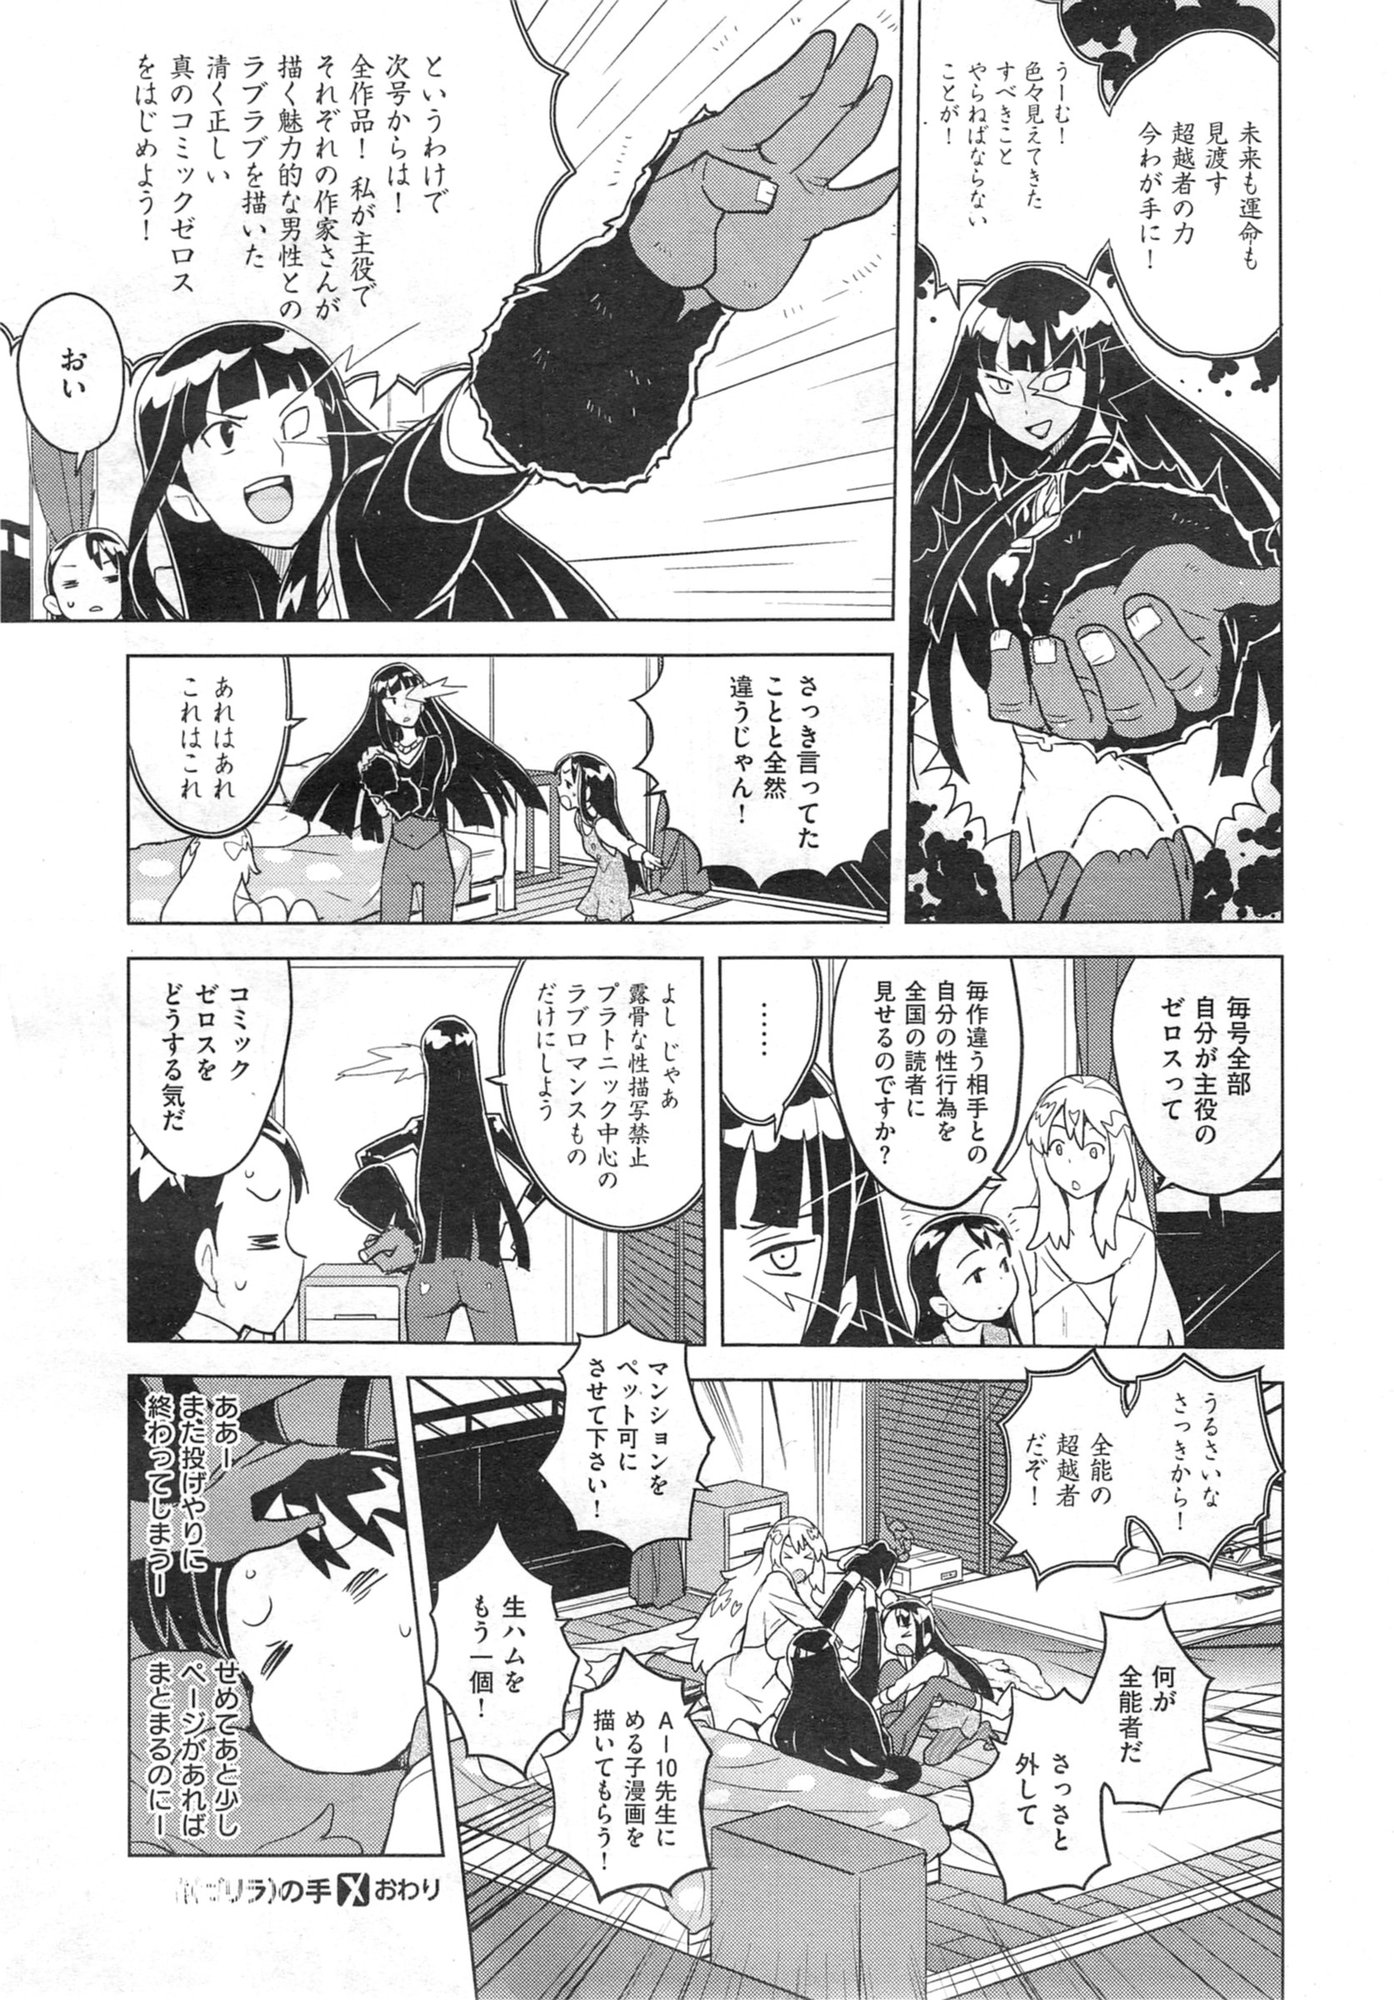 未来も運命も
見渡す
超越者の力
今わが手に！
うーむ！
色々見えてきた
すべきこと
やらねばならない
ことが！
というわけで
次号からは！
全作品！私が主役で
それぞれの作家さんが
描く魅力的な男性との
ラブラブを描いた
清く正しい
真のコミックゼロス
をはじめよう！
おい
さっき言ってた
ことと全然
違うじゃん！
あれはあれ
これはこれ
毎号全部
自分が主役の
ゼロスって
毎作違う相手との
自分の性行為を
全国の読者に
見せるのですか？
……
よしじゃあ
露骨な性描写禁止
プラトニック中心の
ラブロマンスもの
だけにしよう
コミック
ゼロスを
どうする気だ
うるさいな
さっきから！
全能の
超越者
だぞ！
何が
全能者だ
さっさと
外して
マンションを
ペット可に
させて下さい！
A－10先生に
める子漫画を
描いてもらう！
生ハムを
もう一個！
ああー
また投げやりに
終わってしまうー
せめてあと少し
ページがあれば
まとまるのにー
リラ)の手 X おわり